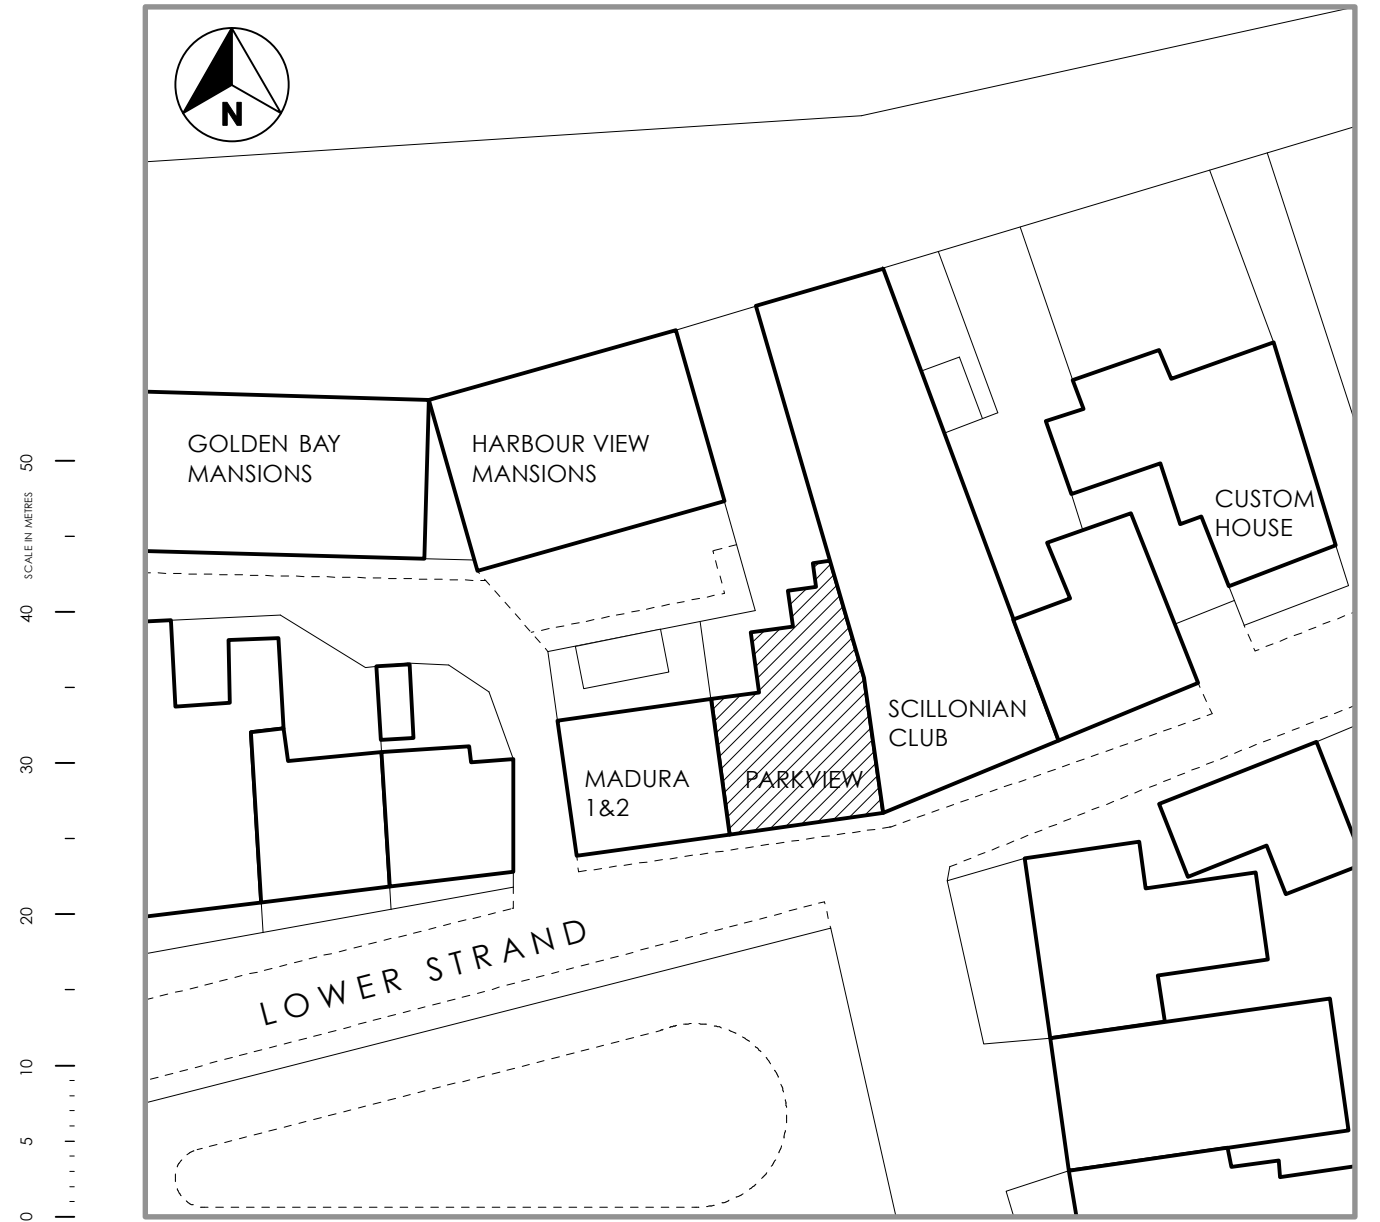 N
GOLDEN BAY
MANSIONS
HARBOUR VIEW
MANSIONS
CUSTOM
HOUSE
SCILLONIAN
CLUB
MADURA
1&2
PARKVIEW
LOWER STRAND
50
SCALE IN METRES
40
30
20
10
5
0